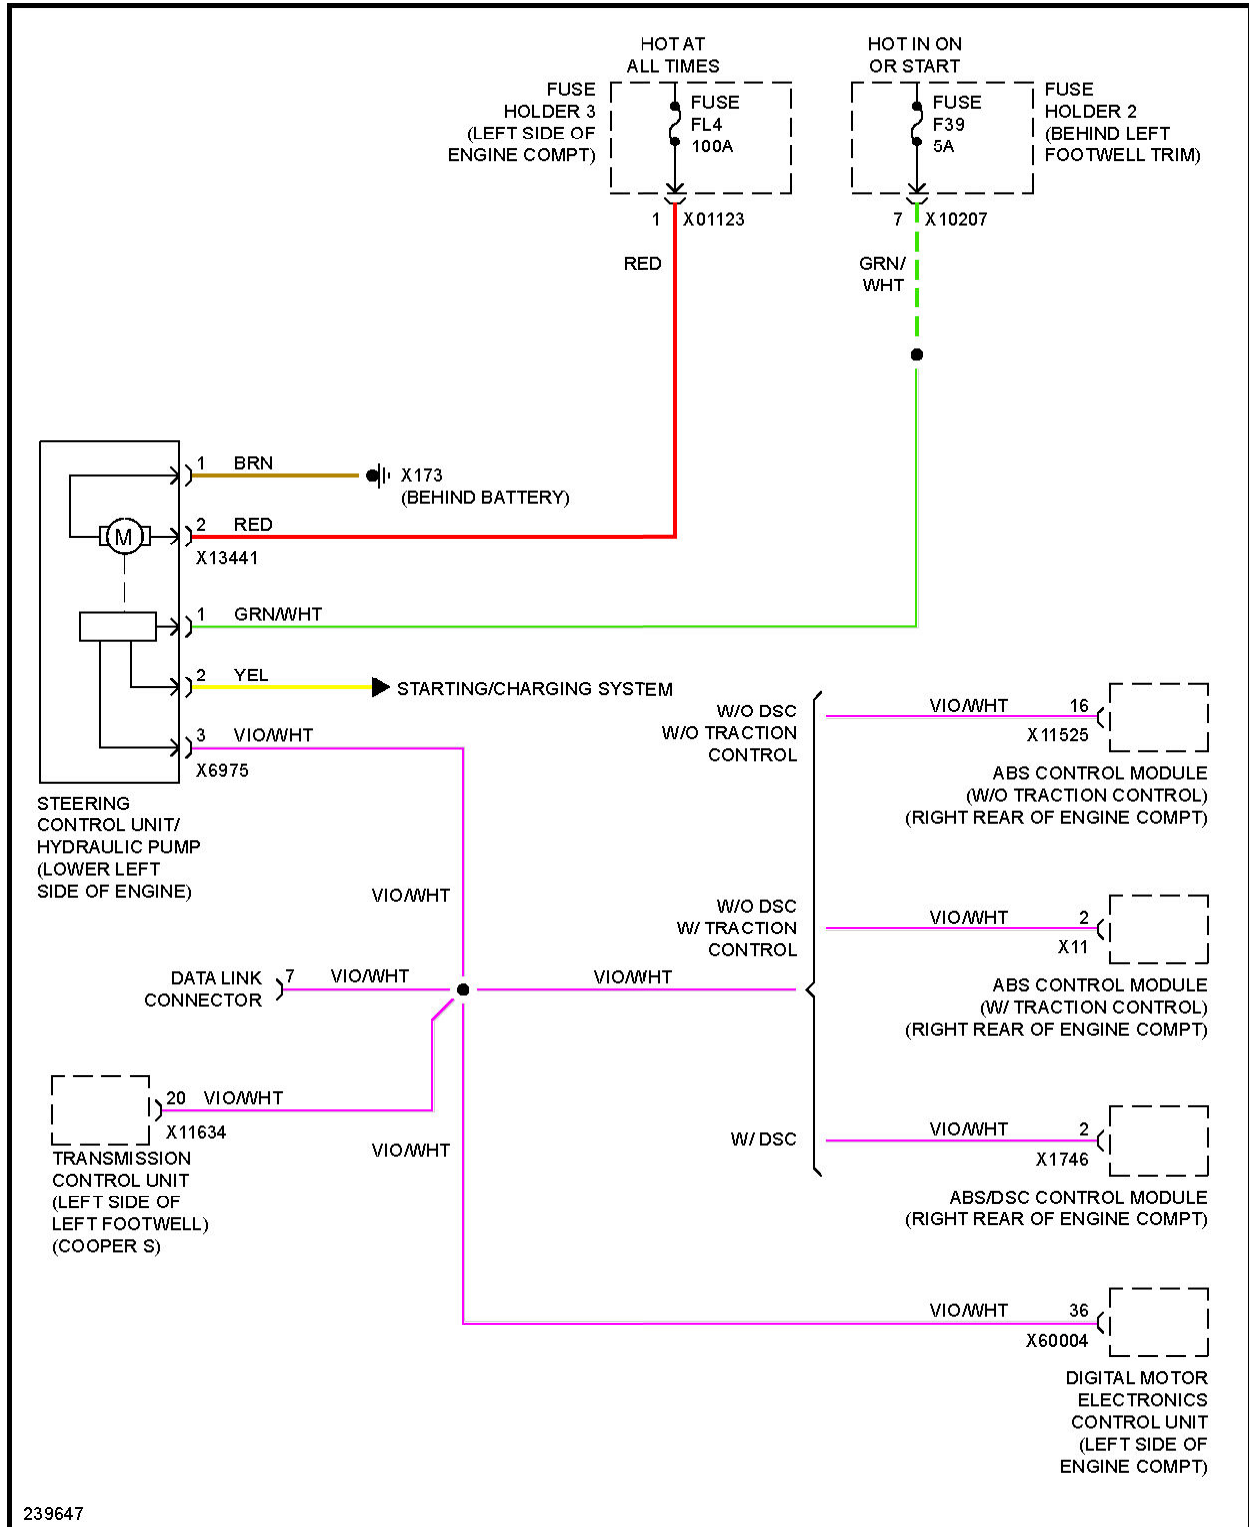 HOT AT
ALL TIMES
HOT IN ON
OR START
FUSE
HOLDER 3
(LEFT SIDE OF
ENGINE COMPT)
FUSE
FL4
100A
FUSE
F39
5A
FUSE
HOLDER 2
(BEHIND LEFT
FOOTWELL TRIM)
1 X01123
7 X10207
RED
GRN/
WHT
1 BRN
X173
(BEHIND BATTERY)
M
2 RED
X13441
1 GRN/WHT
2 YEL
STARTING/CHARGING SYSTEM
3 VIO/WHT
X6975
STEERING
CONTROL UNIT/
HYDRAULIC PUMP
(LOWER LEFT
SIDE OF ENGINE)
W/O DSC
W/O TRACTION
CONTROL
VIO/WHT 16
X11525
ABS CONTROL MODULE
(W/O TRACTION CONTROL)
(RIGHT REAR OF ENGINE COMPT)
VIO/WHT
W/O DSC
W/ TRACTION
CONTROL
VIO/WHT 2
X11
ABS CONTROL MODULE
(W/ TRACTION CONTROL)
(RIGHT REAR OF ENGINE COMPT)
DATA LINK
CONNECTOR
7 VIO/WHT
VIO/WHT
20 VIO/WHT
X11634
TRANSMISSION
CONTROL UNIT
(LEFT SIDE OF
LEFT FOOTWELL)
(COOPER S)
VIO/WHT
W/ DSC
VIO/WHT 2
X1746
ABS/DSC CONTROL MODULE
(RIGHT REAR OF ENGINE COMPT)
VIO/WHT 36
X60004
DIGITAL MOTOR
ELECTRONICS
CONTROL UNIT
(LEFT SIDE OF
ENGINE COMPT)
239647